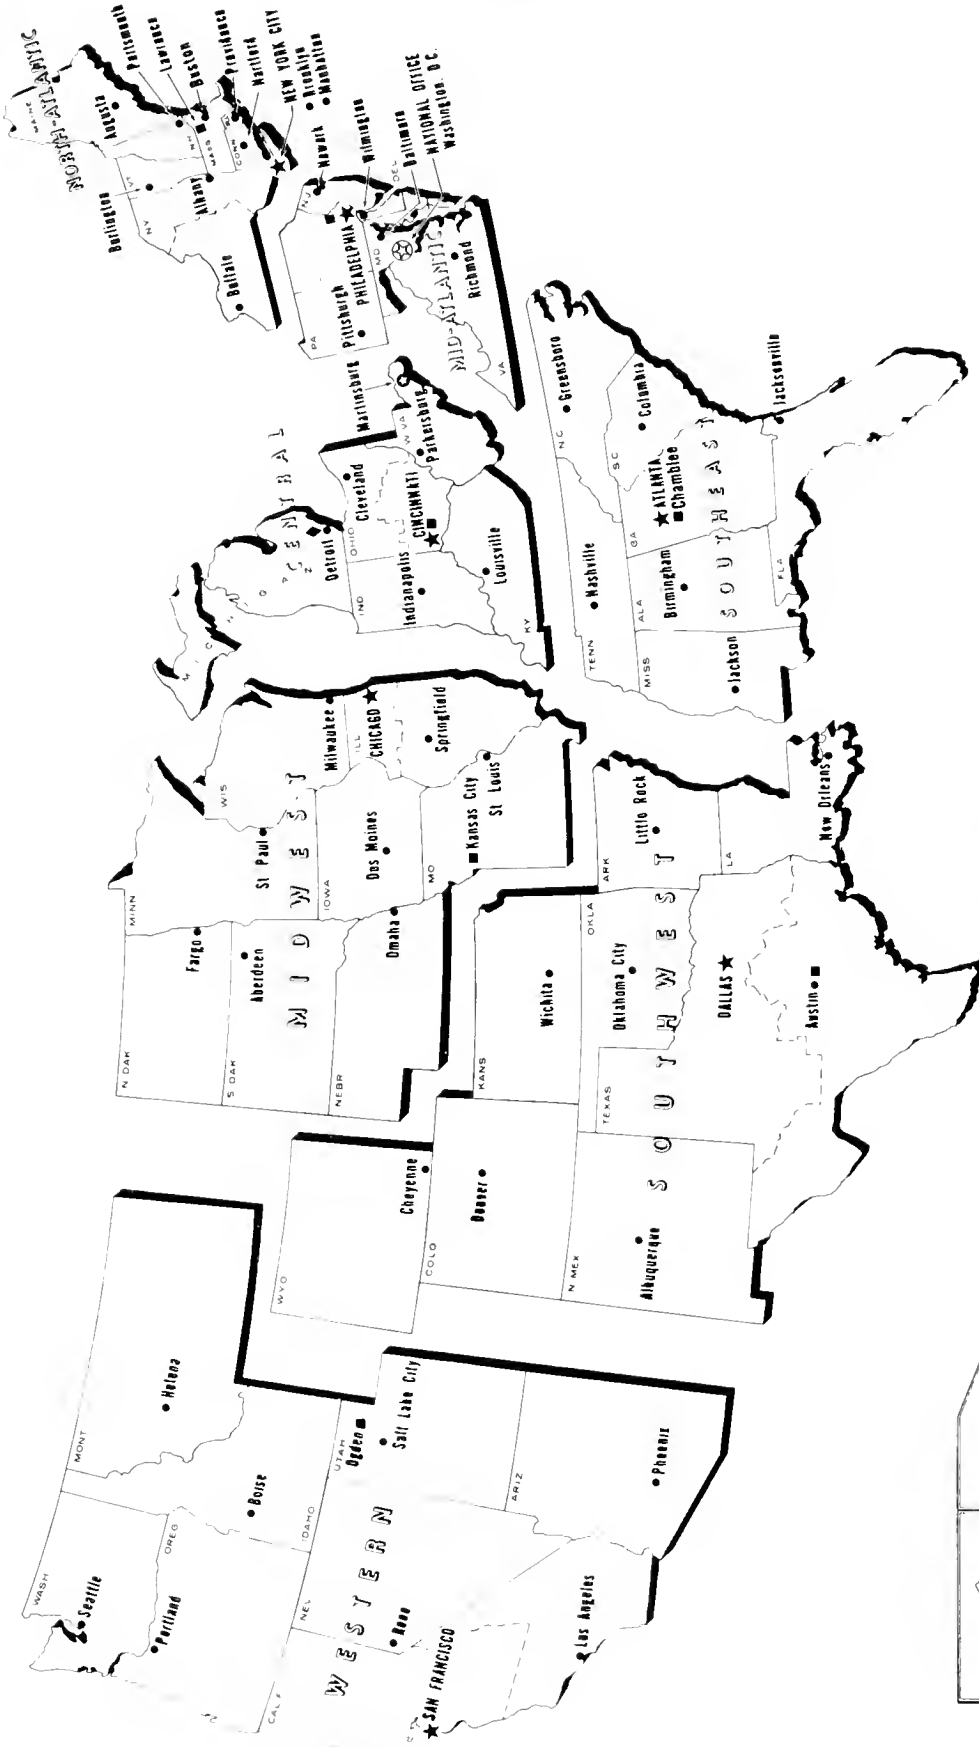 WASH
Seattle
Portland
OREG
MONT
Helena
Boise
IDAHO
NEV
CALIF
WESTERN
Reno
SAN FRANCISCO
Los Angeles
UTAH
Ogden
Salt Lake City
ARIZ
Phoenix
WYO
Cheyenne
COLO
Denver
N MEX
Albuquerque
KANS
Wichita
OKLA
Oklahoma City
TEXAS
SOUTHWEST
DALLAS
Austin
ARK
Little Rock
LA
New Orleans
N DAK
Fargo
S DAK
Aberdeen
NEBR
Omaha
MINN
St Paul
WIS
Milwaukee
MIDWEST
IOWA
Des Moines
ILL
CHICAGO
Springfield
MO
Kansas City
St Louis
CENTRAL
Detroit
OHIO
Cleveland
CINCINNATI
IND
Indianapolis
KY
Louisville
W VA
Parkersburg
Martinsburg
TENN
Nashville
N C
Greensboro
S C
Columbia
GA
ATLANTA
Chamblee
ALA
Birmingham
MISS
Jackson
SOUTHEAST
FLA
Jacksonville
PA
Pittsburgh
PHILADELPHIA
N J
Newark
Wilmington
DEL
MD
Baltimore
NATIONAL OFFICE
Washington, D.C.
MID-ATLANTIC
VA
Richmond
NORTH-ATLANTIC
MAINE
Augusta
Portsmouth
Lawrence
Boston
Providence
Hartford
NEW YORK CITY
Brooklyn
Manhattan
Burlington
VT
N H
MASS
CONN
R I
NY
Albany
Buffalo